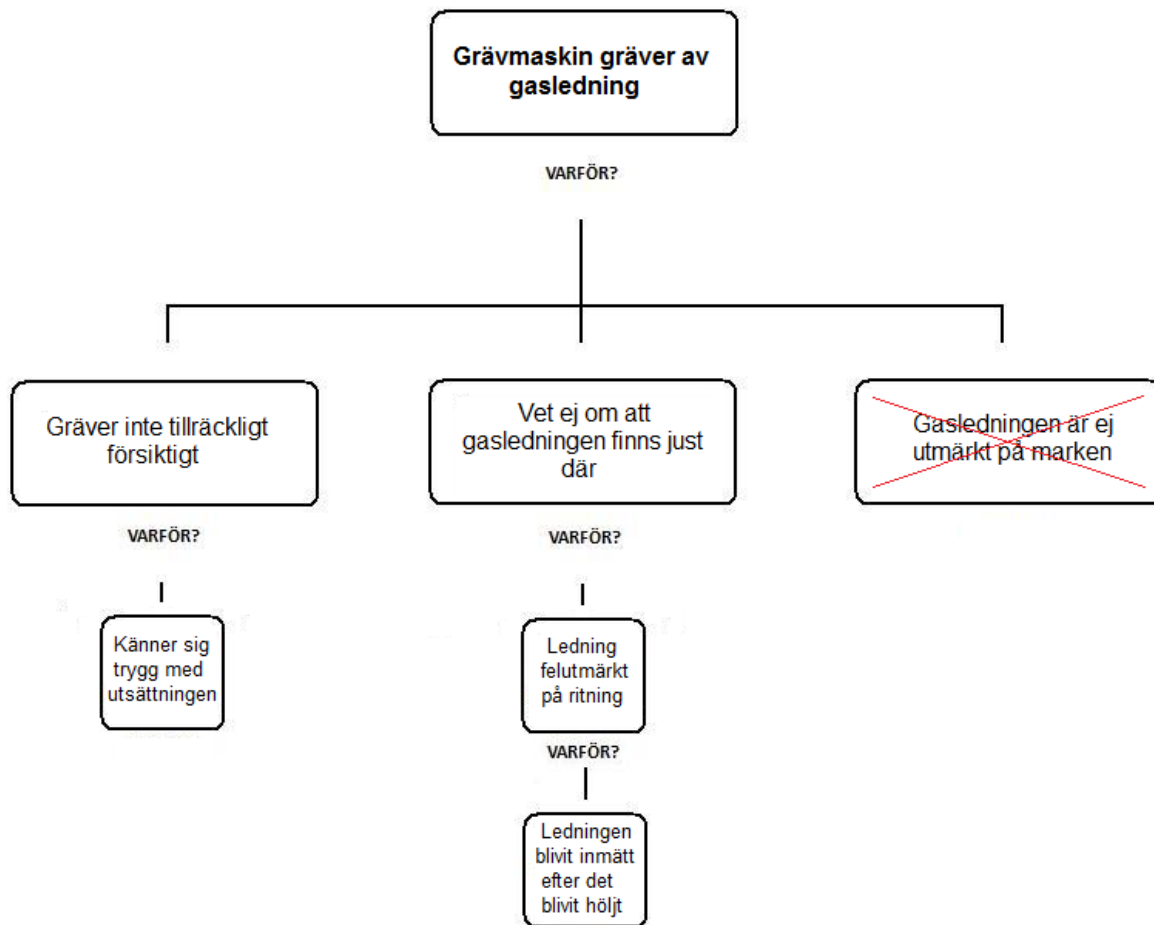 Grävmaskin gräver av
gasledning
VARFÖR?
Gräver inte tillräckligt
försiktigt
Vet ej om att
gasledningen finns just
där
Gasledningen är ej
utmärkt på marken
VARFÖR?
VARFÖR?
Känner sig
trygg med
utsättningen
Ledning
felutmärkt
på ritning
VARFÖR?
Ledningen
blivit inmätt
efter det
blivit höljt